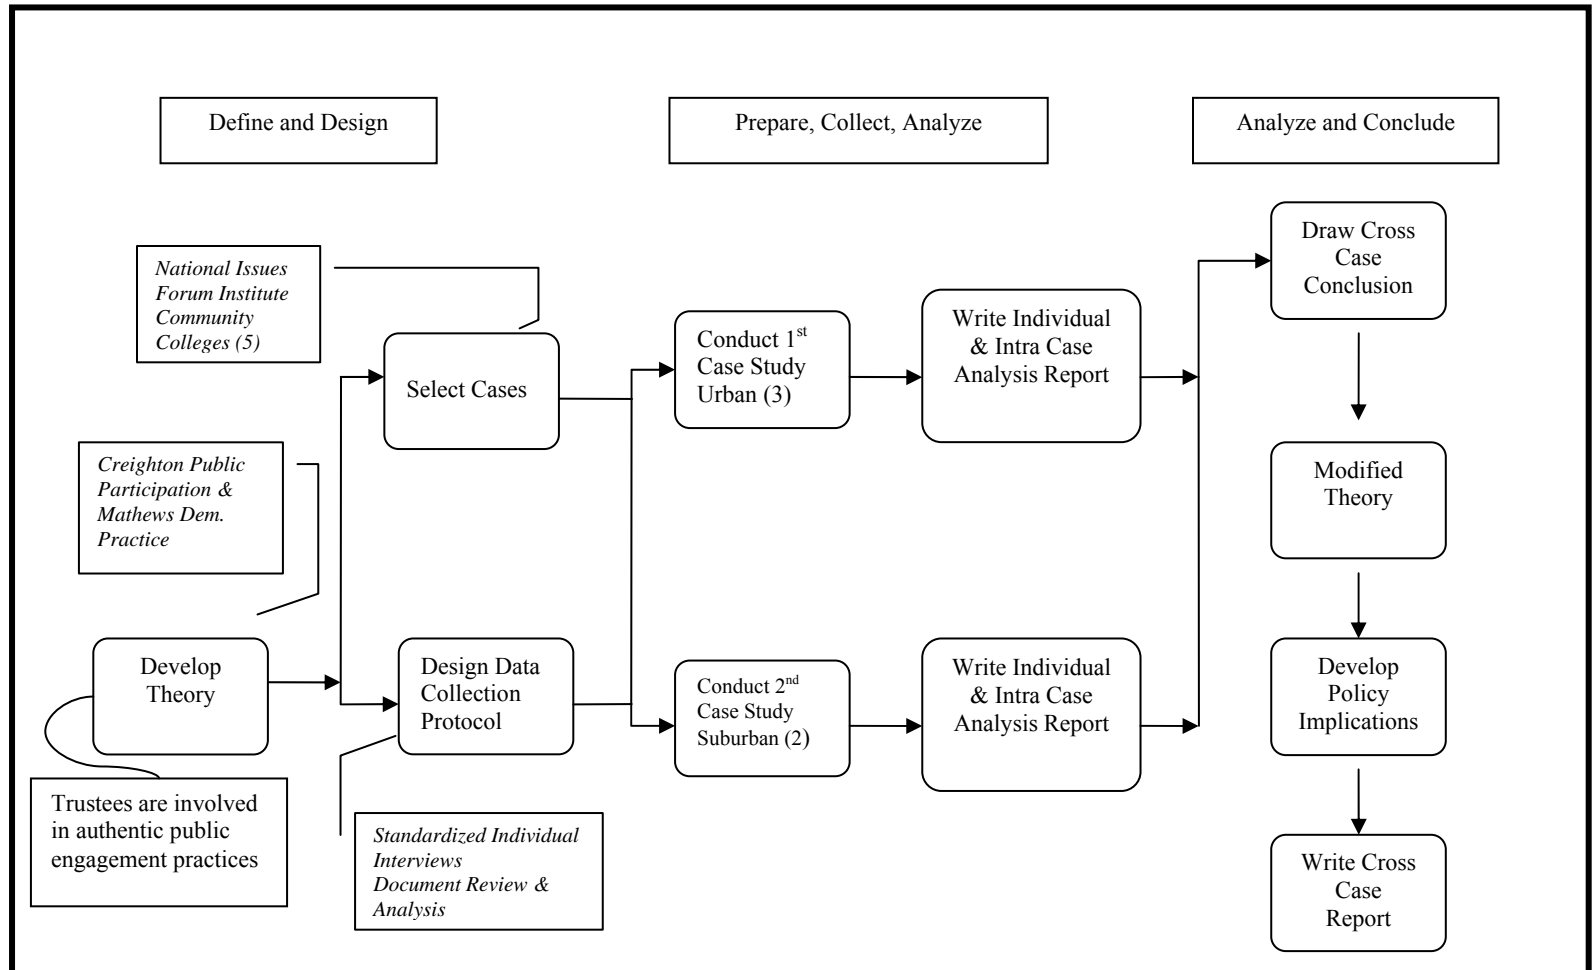 Define and Design
Prepare, Collect, Analyze
Analyze and Conclude
National Issues
Forum Institute
Community
Colleges (5)
Select Cases
Creighton Public
Participation &
Mathews Dem.
Practice
Develop
Theory
Trustees are involved
in authentic public
engagement practices
Design Data
Collection
Protocol
Standardized Individual
Interviews
Document Review &
Analysis
Conduct 1st
Case Study
Urban (3)
Write Individual
& Intra Case
Analysis Report
Conduct 2nd
Case Study
Suburban (2)
Write Individual
& Intra Case
Analysis Report
Draw Cross
Case
Conclusion
Modified
Theory
Develop
Policy
Implications
Write Cross
Case
Report